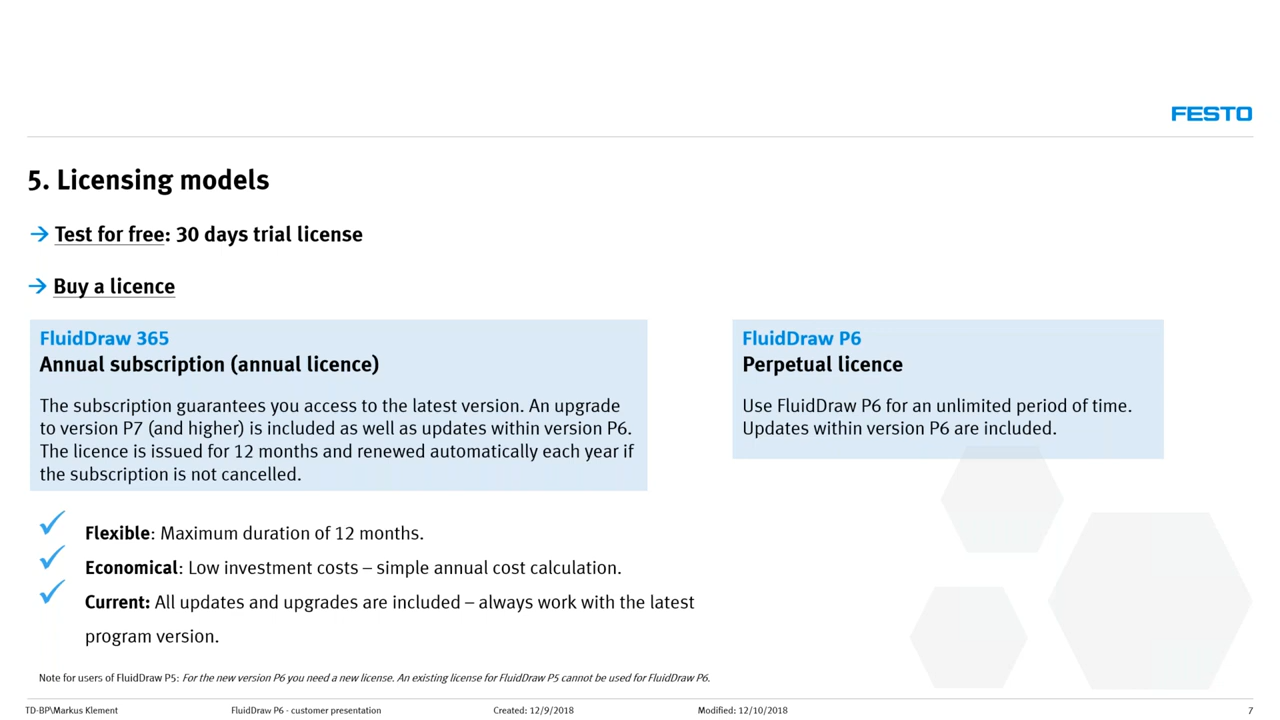 FESTO
5. Licensing models
→ Test for free: 30 days trial license
→ Buy a licence
FluidDraw 365
Annual subscription (annual licence)
The subscription guarantees you access to the latest version. An upgrade
to version P7 (and higher) is included as well as updates within version P6.
The licence is issued for 12 months and renewed automatically each year if
the subscription is not cancelled.
FluidDraw P6
Perpetual licence
Use FluidDraw P6 for an unlimited period of time.
Updates within version P6 are included.
✓ Flexible: Maximum duration of 12 months.
✓ Economical: Low investment costs – simple annual cost calculation.
✓ Current: All updates and upgrades are included – always work with the latest
program version.
Note for users of FluidDraw P5: For the new version P6 you need a new license. An existing license for FluidDraw P5 cannot be used for FluidDraw P6.
TD-BP\Markus Klement FluidDraw P6 - customer presentation Created: 12/9/2018 Modified: 12/10/2018 7